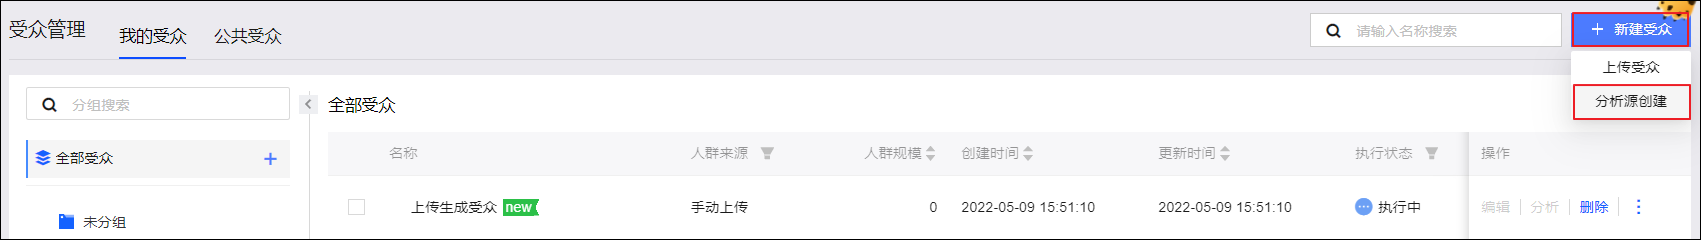 受众管理
我的受众
公共受众
请输入名称搜索
新建受众
上传受众
分析源创建
分组搜索
全部受众
全部受众
名称
人群来源
人群规模
创建时间
更新时间
执行状态
操作
上传生成受众 new
手动上传
0
2022-05-09 15:51:10
2022-05-09 15:51:10
执行中
编辑
分析
删除
未分组